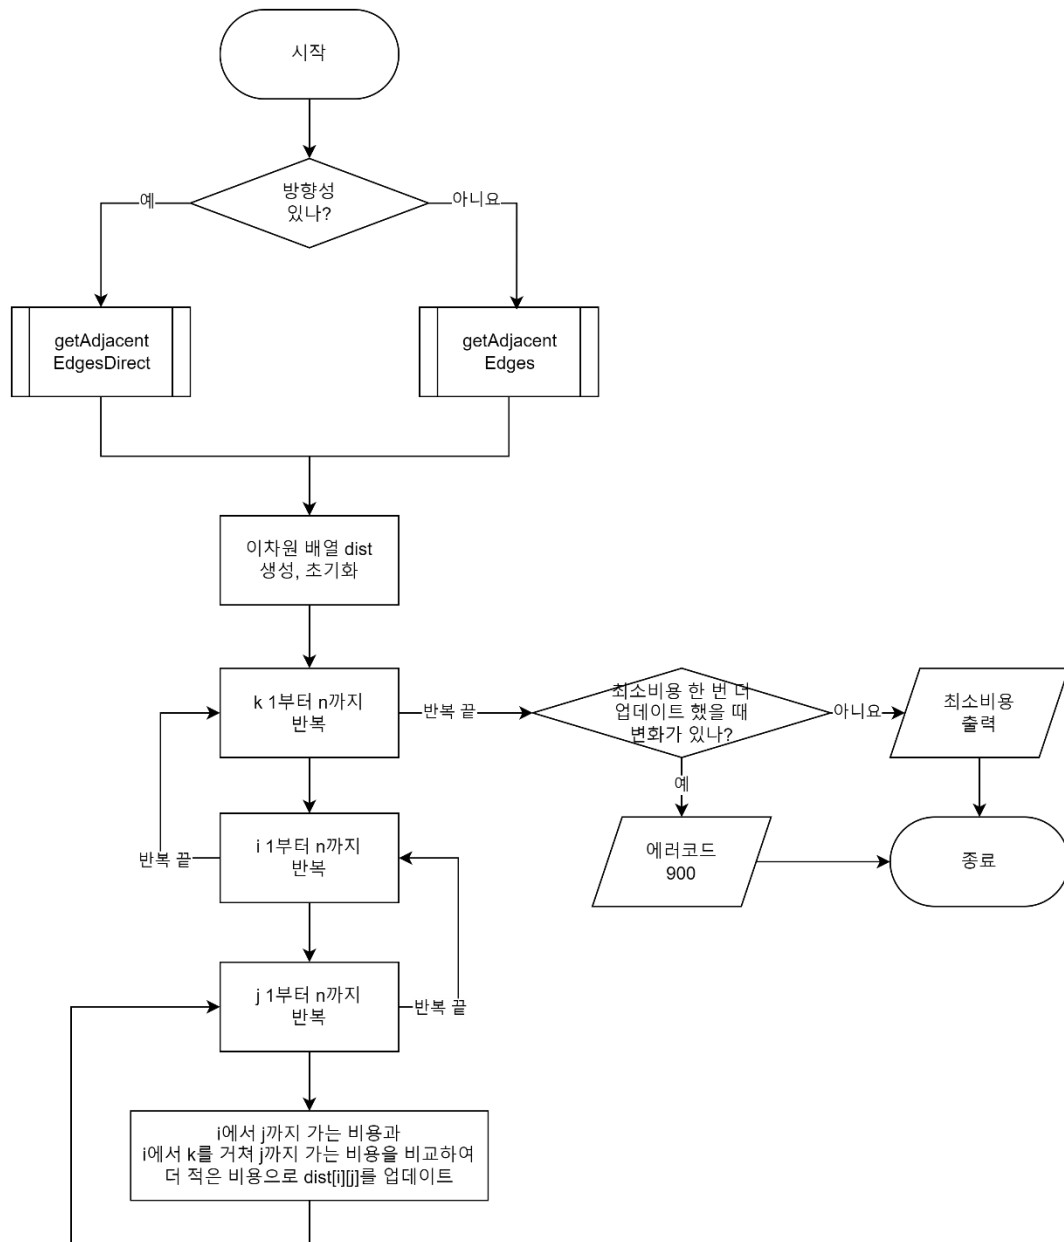 시작
방향성
있나?
예
아니요
getAdjacent
EdgesDirect
getAdjacent
Edges
이차원 배열 dist
생성, 초기화
k 1부터 n까지
반복
반복 끝
최소비용 한 번 더
업데이트 했을 때
변화가 있나?
아니요
최소비용
출력
예
i 1부터 n까지
반복
반복 끝
에러코드
900
종료
j 1부터 n까지
반복
반복 끝
i에서 j까지 가는 비용과
i에서 k를 거쳐 j까지 가는 비용을 비교하여
더 적은 비용으로 dist[i][j]를 업데이트